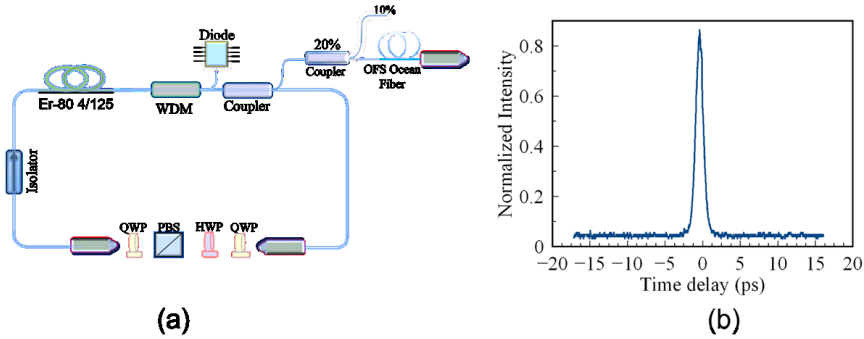 10%
Diode
20%
Coupler
OFS Ocean
Fiber
Er-80 4/125
WDM
Coupler
Isolator
QWP PBS HWP QWP
(a)
Normalized Intensity
0.8
0.6
0.4
0.2
0
−20 −15 −10 −5 0 5 10 15 20
Time delay (ps)
(b)